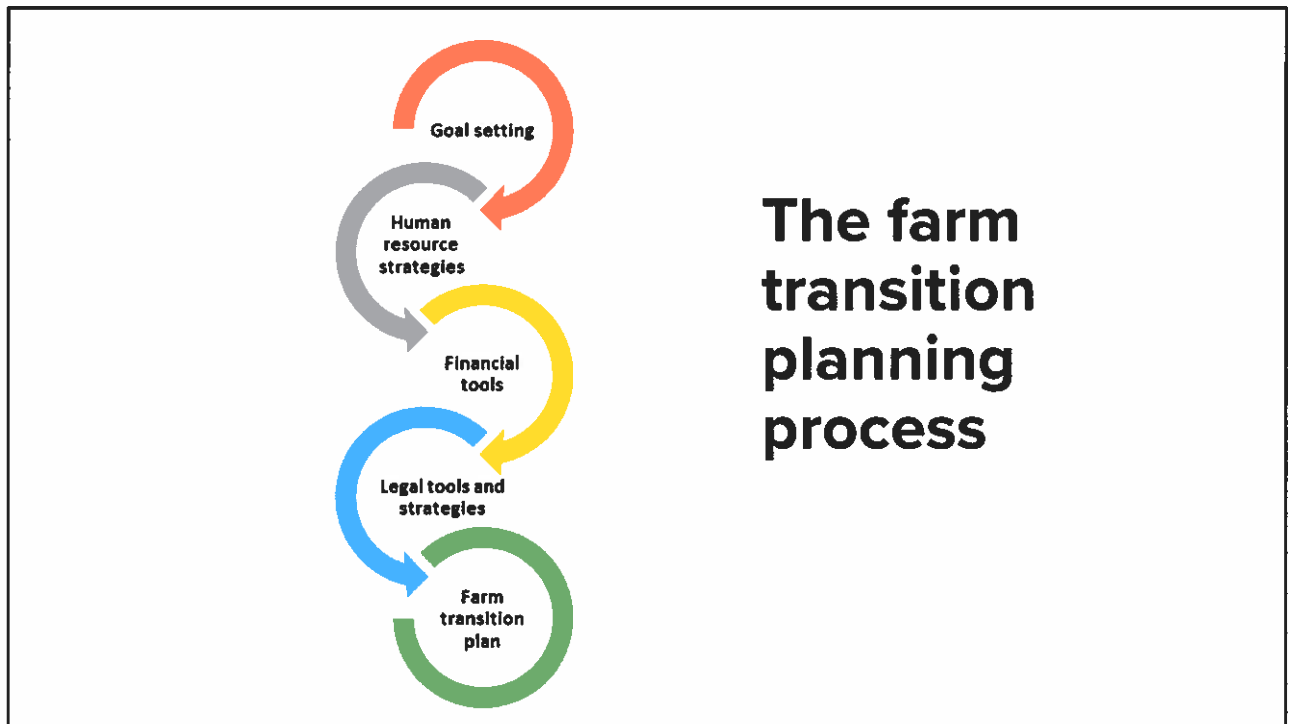 Goal setting
Human
resource
strategies
Financial
tools
Legal tools and
strategies
Farm
transition
plan
The farm
transition
planning
process